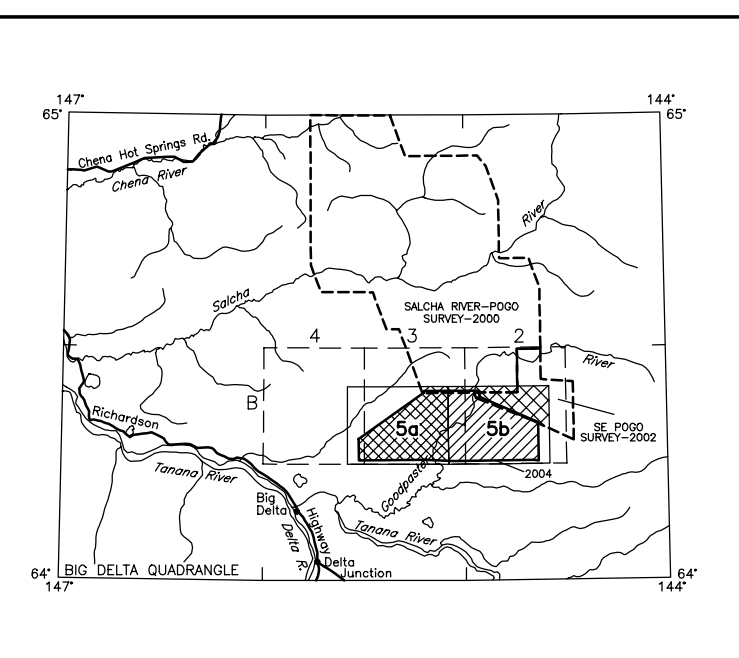 147°
144°
65°
65°
Chena Hot Springs Rd.
Chena River
River
Salcha
SALCHA RIVER-POGO
SURVEY-2000
4
3
2
River
B
Richardson
5a
5b
SE POGO
SURVEY-2002
Tanana River
2004
Goodpaster
Big
Delta
Highway
Delta R.
Tanana River
Delta
Junction
64°
BIG DELTA QUADRANGLE
64°
147°
144°